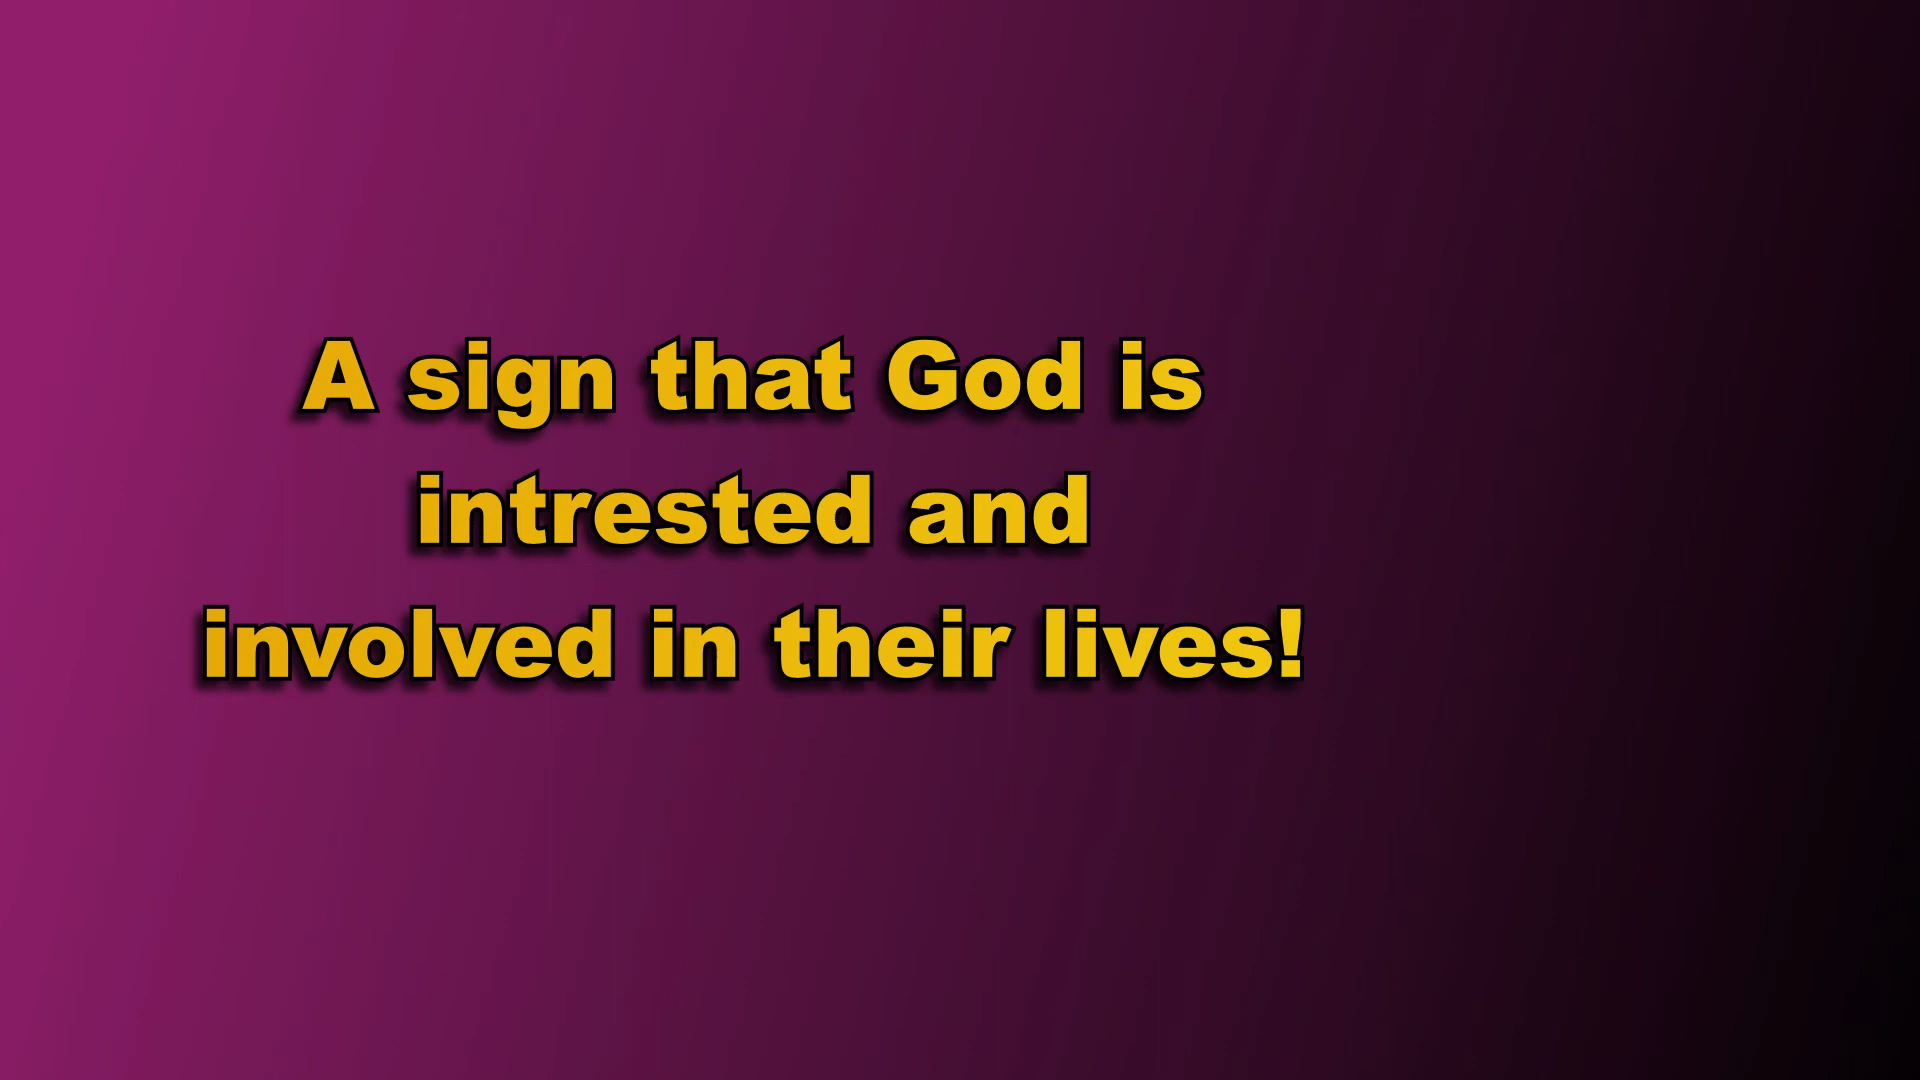 A sign that God is
intrested and
involved in their lives!